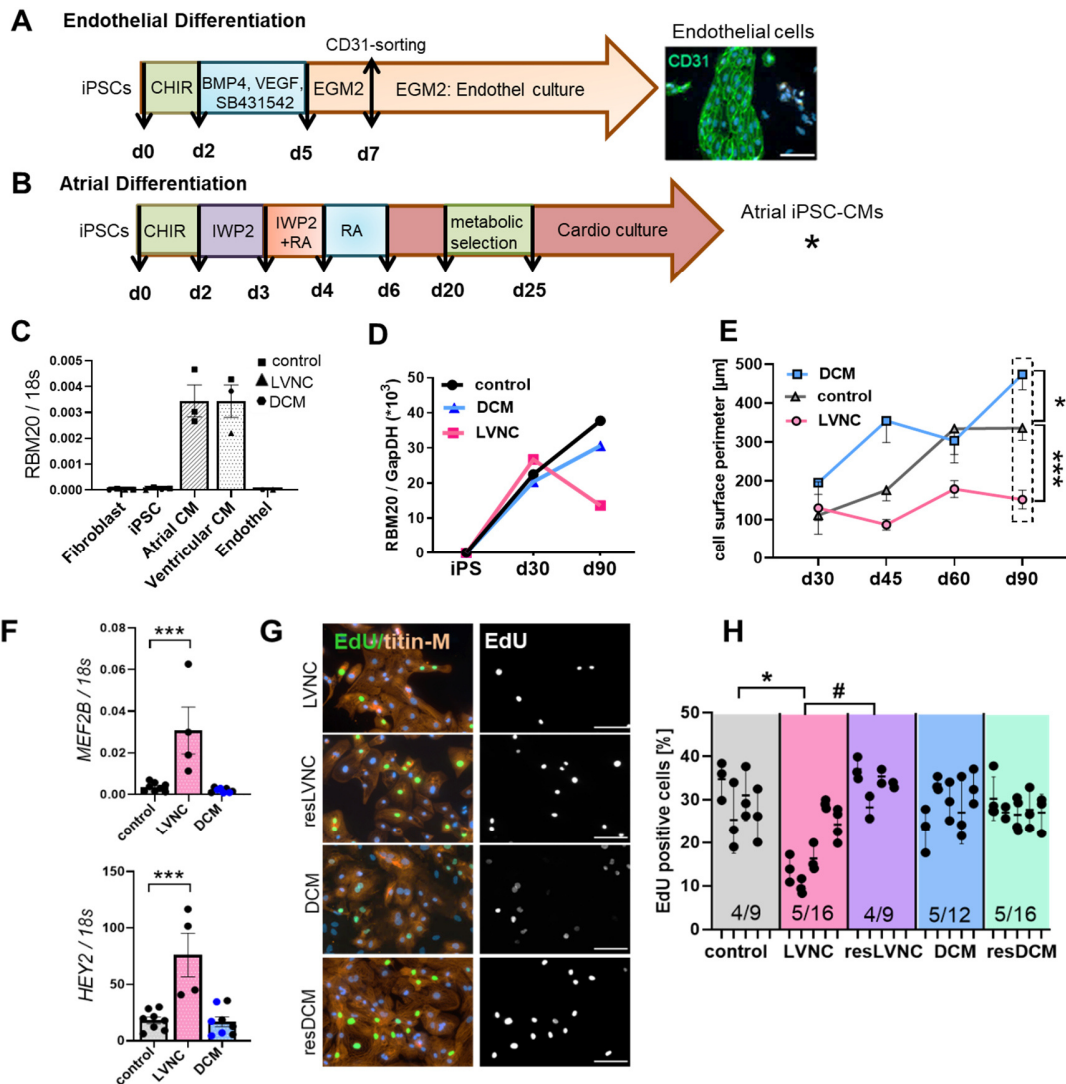 A
Endothelial Differentiation
CD31-sorting
Endothelial cells
iPSCs
CHIR
BMP4, VEGF,
SB431542
EGM2
EGM2: Endothel culture
CD31
d0
d2
d5
d7
B
Atrial Differentiation
iPSCs
CHIR
IWP2
IWP2
+RA
RA
metabolic
selection
Cardio culture
Atrial iPSC-CMs
*
d0
d2
d3
d4
d6
d20
d25
C
RBM20 / 18s
0.005
0.004
0.003
0.002
0.001
0.000
control
LVNC
DCM
Fibroblast
iPSC
Atrial CM
Ventricular CM
Endothel
D
RBM20 / GapDH (*10³)
50
40
30
20
10
0
control
DCM
LVNC
iPS
d30
d90
E
cell surface perimeter [µm]
500
400
300
200
100
0
DCM
control
LVNC
*
***
d30
d45
d60
d90
F
MEF2B / 18s
0.08
0.06
0.04
0.02
0.00
***
control
LVNC
DCM
HEY2 / 18s
150
100
50
0
***
control
LVNC
DCM
G
EdU/titin-M
EdU
LVNC
resLVNC
DCM
resDCM
H
EdU positive cells [%]
50
40
30
20
10
0
*
#
4/9
5/16
4/9
5/12
5/16
control
LVNC
resLVNC
DCM
resDCM